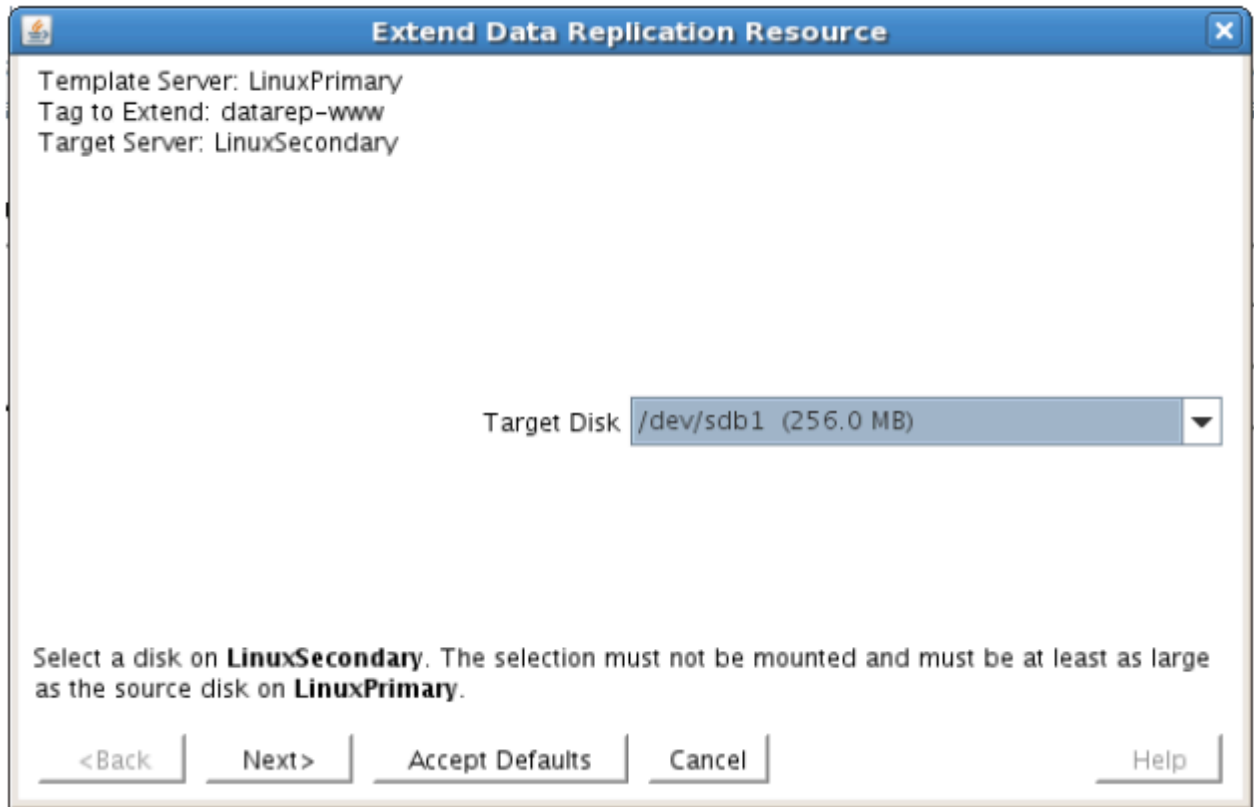 Extend Data Replication Resource
Template Server: LinuxPrimary
Tag to Extend: datarep-www
Target Server: LinuxSecondary
Target Disk /dev/sdb1 (256.0 MB)
Select a disk on LinuxSecondary. The selection must not be mounted and must be at least as large
as the source disk on LinuxPrimary.
<Back Next> Accept Defaults Cancel Help